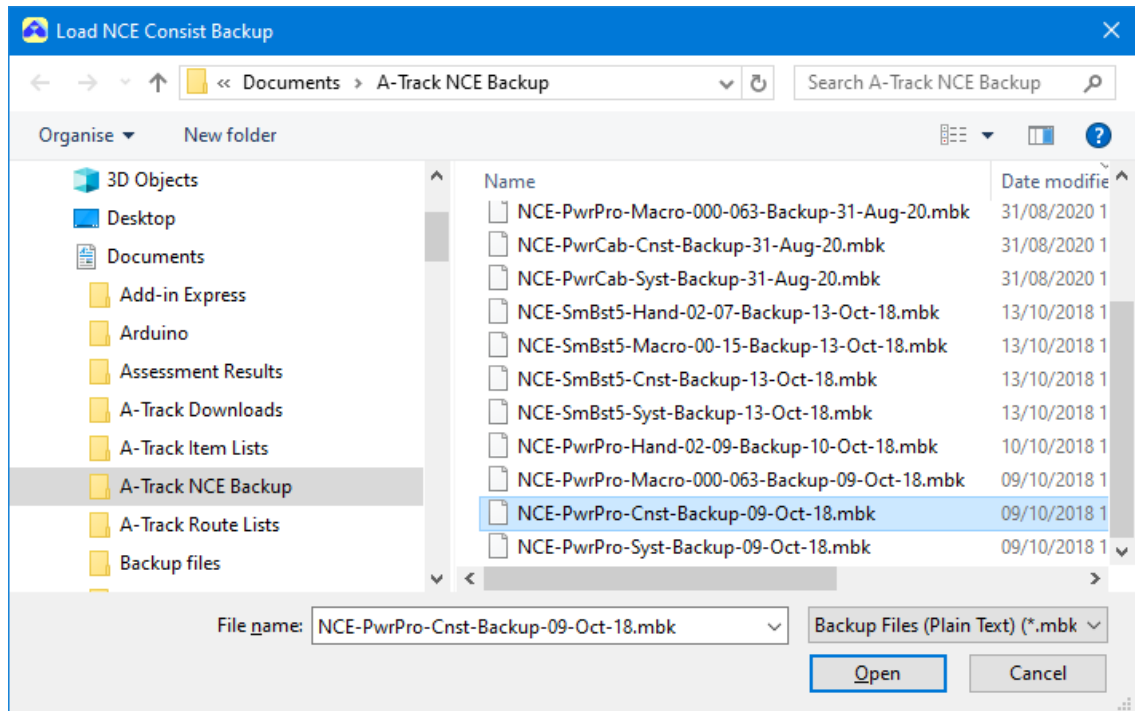 Load NCE Consist Backup
« Documents > A-Track NCE Backup
Search A-Track NCE Backup
Organise
New folder
3D Objects
Desktop
Documents
Add-in Express
Arduino
Assessment Results
A-Track Downloads
A-Track Item Lists
A-Track NCE Backup
A-Track Route Lists
Backup files
Name Date modifie
NCE-PwrPro-Macro-000-063-Backup-31-Aug-20.mbk 31/08/2020 1
NCE-PwrCab-Cnst-Backup-31-Aug-20.mbk 31/08/2020 1
NCE-PwrCab-Syst-Backup-31-Aug-20.mbk 31/08/2020 1
NCE-SmBst5-Hand-02-07-Backup-13-Oct-18.mbk 13/10/2018 1
NCE-SmBst5-Macro-00-15-Backup-13-Oct-18.mbk 13/10/2018 1
NCE-SmBst5-Cnst-Backup-13-Oct-18.mbk 13/10/2018 1
NCE-SmBst5-Syst-Backup-13-Oct-18.mbk 13/10/2018 1
NCE-PwrPro-Hand-02-09-Backup-10-Oct-18.mbk 10/10/2018 1
NCE-PwrPro-Macro-000-063-Backup-09-Oct-18.mbk 09/10/2018 1
NCE-PwrPro-Cnst-Backup-09-Oct-18.mbk 09/10/2018 1
NCE-PwrPro-Syst-Backup-09-Oct-18.mbk 09/10/2018 1
File name: NCE-PwrPro-Cnst-Backup-09-Oct-18.mbk
Backup Files (Plain Text) (*.mbk
Open
Cancel